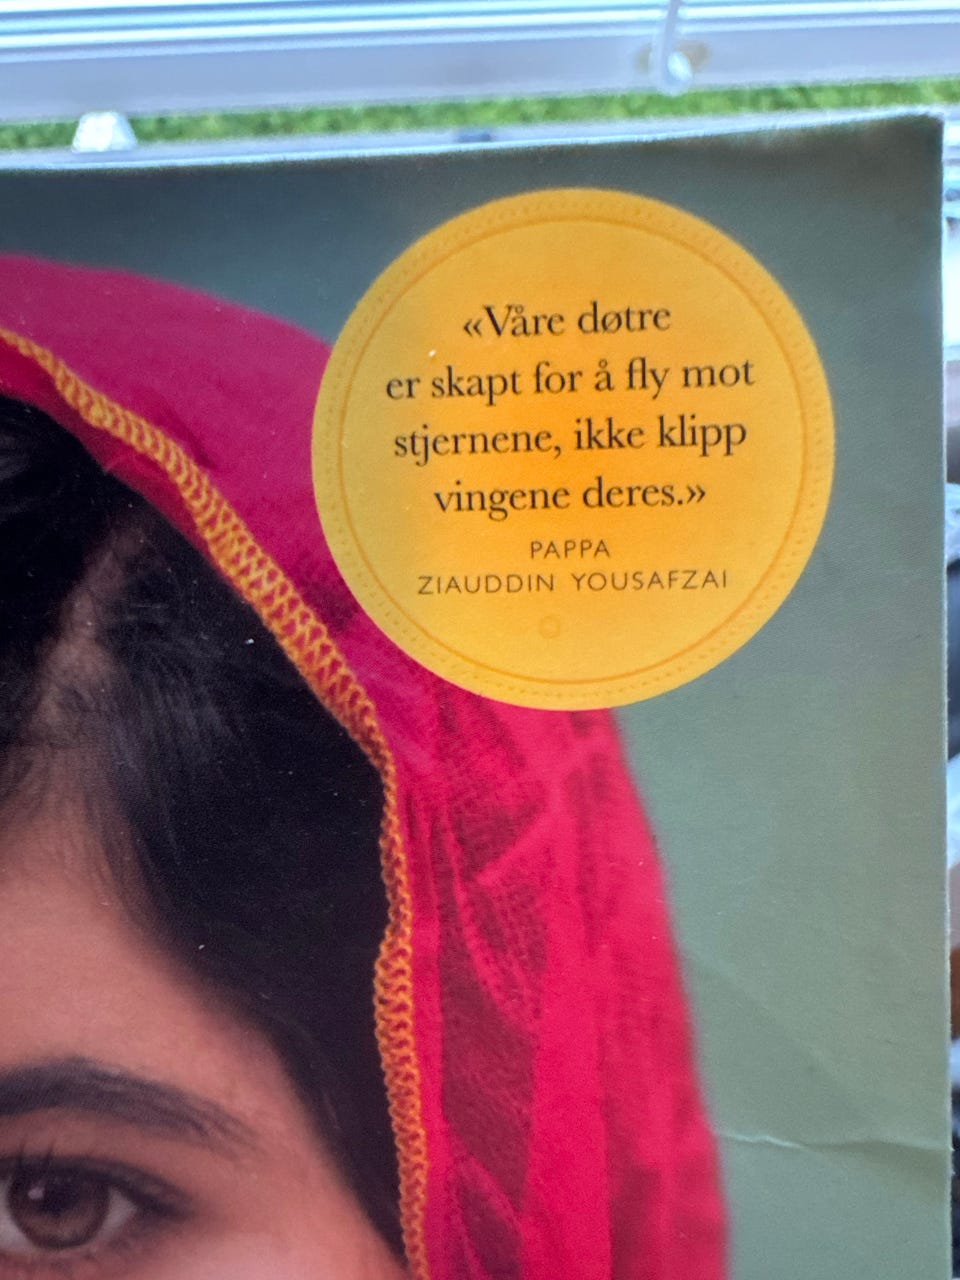 «Våre døtre
er skapt for å fly mot
stjernene, ikke klipp
vingene deres.»
PAPPA
ZIAUDDIN YOUSAFZAI